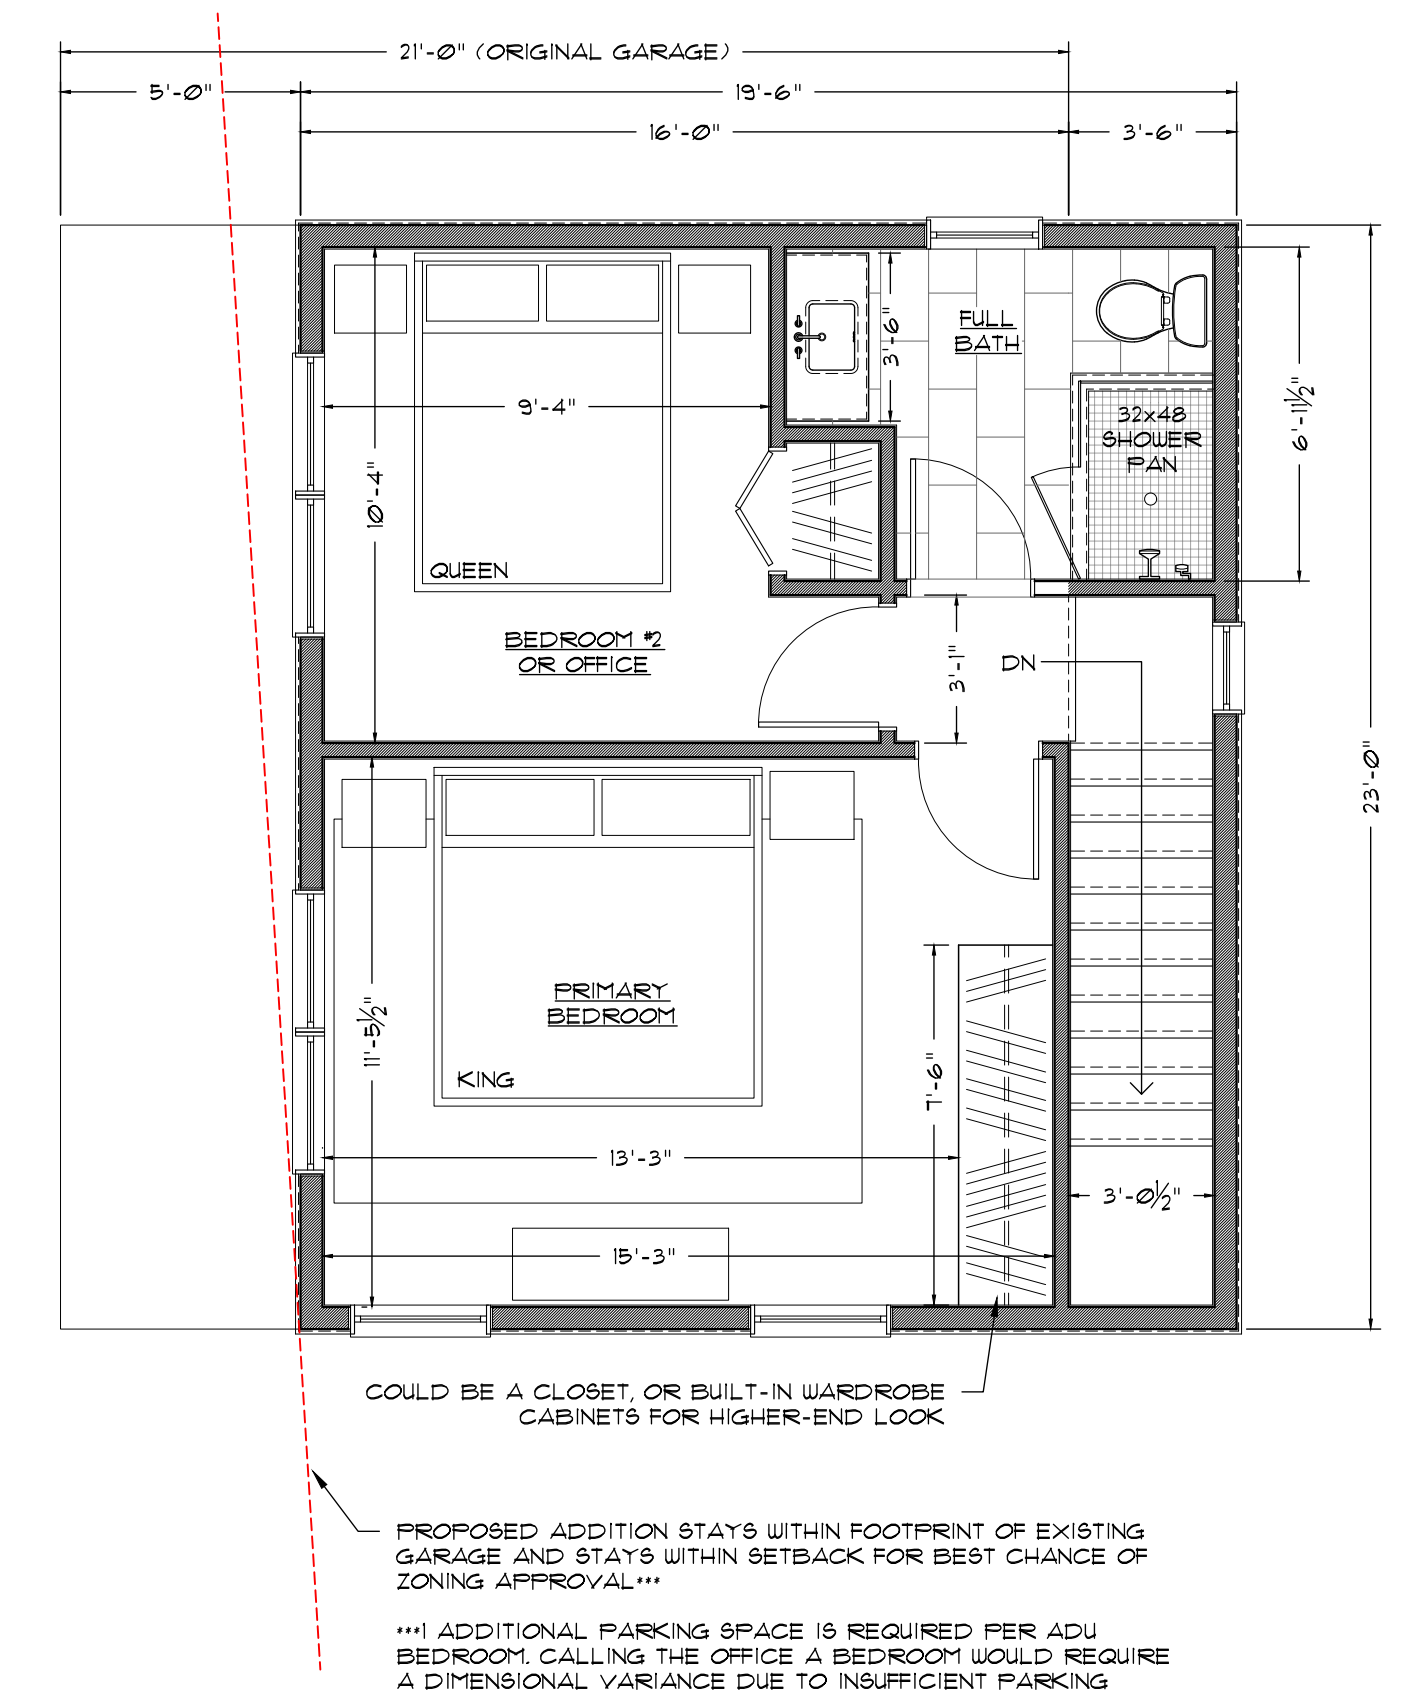 21'-0" (ORIGINAL GARAGE)
5'-0"
19'-6"
16'-0"
3'-6"
FULL
BATH
3'-6"
9'-4"
10'-4"
32x48
SHOWER
PAN
6'-11½"
QUEEN
BEDROOM #2
OR OFFICE
3'-1"
DN
23'-0"
PRIMARY
BEDROOM
11'-5½"
KING
7'-6"
13'-3"
3'-0½"
15'-3"
COULD BE A CLOSET, OR BUILT-IN WARDROBE
CABINETS FOR HIGHER-END LOOK
PROPOSED ADDITION STAYS WITHIN FOOTPRINT OF EXISTING
GARAGE AND STAYS WITHIN SETBACK FOR BEST CHANCE OF
ZONING APPROVAL***
***1 ADDITIONAL PARKING SPACE IS REQUIRED PER ADU
BEDROOM. CALLING THE OFFICE A BEDROOM WOULD REQUIRE
A DIMENSIONAL VARIANCE DUE TO INSUFFICIENT PARKING